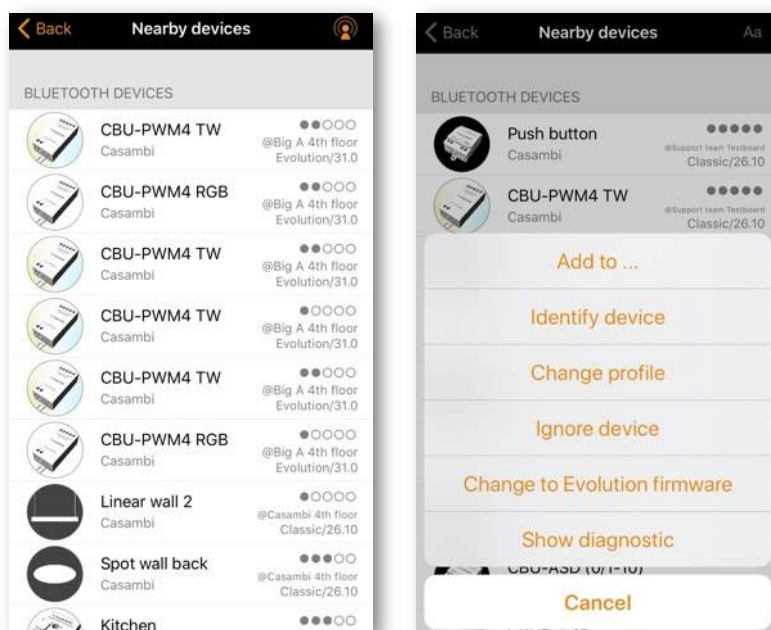 Back
Nearby devices
BLUETOOTH DEVICES
CBU-PWM4 TW
Casambi
@Big A 4th floor
Evolution/31.0
CBU-PWM4 RGB
Casambi
@Big A 4th floor
Evolution/31.0
CBU-PWM4 TW
Casambi
@Big A 4th floor
Evolution/31.0
CBU-PWM4 TW
Casambi
@Big A 4th floor
Evolution/31.0
CBU-PWM4 TW
Casambi
@Big A 4th floor
Evolution/31.0
CBU-PWM4 RGB
Casambi
@Big A 4th floor
Evolution/31.0
Linear wall 2
Casambi
@Casambi 4th floor
Classic/26.10
Spot wall back
Casambi
@Casambi 4th floor
Classic/26.10
Kitchen
Back
Nearby devices
Aa
BLUETOOTH DEVICES
Push button
Casambi
@Support team Testboard
Classic/26.10
CBU-PWM4 TW
Casambi
@Support team Testboard
Classic/26.10
Add to ...
Identify device
Change profile
Ignore device
Change to Evolution firmware
Show diagnostic
CBU-ASD (0/1-10)
Cancel